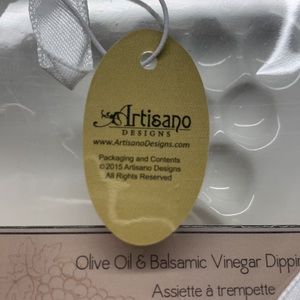 Artisano
DESIGNS
www.ArtisanoDesigns.com
Packaging and Contents
©2015 Artisano Designs
All Rights Reserved
Olive Oil & Balsamic Vinegar Dippin
Assiette à trempette